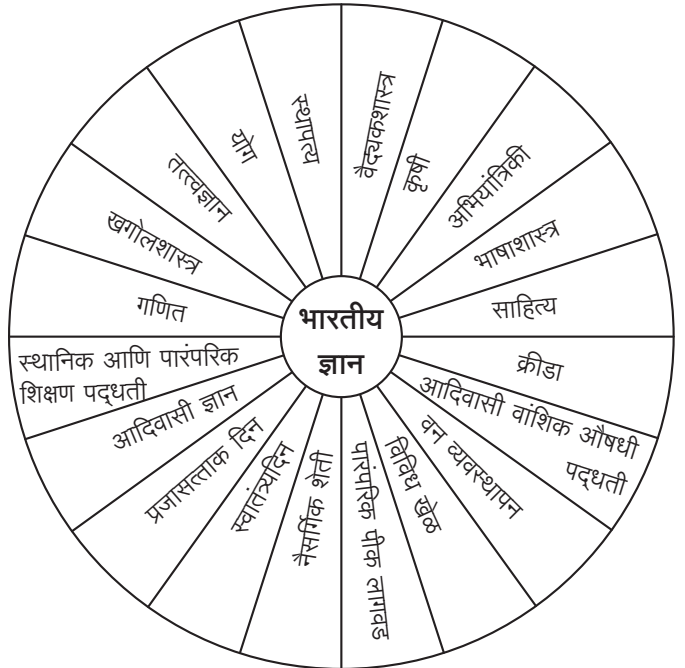 भारतीय
ज्ञान
वैद्यकशास्त्र
कृषी
अभियांत्रिकी
भाषाशास्त्र
साहित्य
क्रीडा
आदिवासी वांशिक औषधी
पद्धती
वन व्यवस्थापन
विविध खेळ
पारंपरिक पीक लागवड
नैसर्गिक शेती
स्वातंत्र्यदिन
प्रजासत्ताक दिन
आदिवासी ज्ञान
स्थानिक आणि पारंपरिक
शिक्षण पद्धती
गणित
खगोलशास्त्र
तत्त्वज्ञान
योग
स्थापत्य